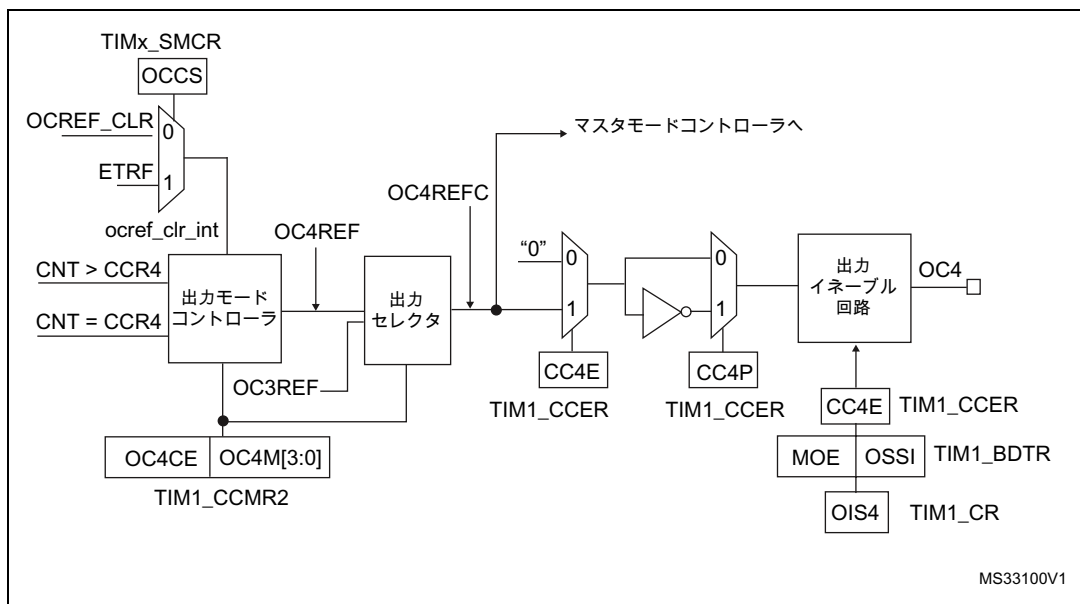 TIMx_SMCR
OCCS
OCREF_CLR
0
ETRF
1
ocref_clr_int
マスタモードコントローラへ
OC4REFC
OC4REF
CNT > CCR4
CNT = CCR4
出力モード
コントローラ
出力
セレクタ
OC3REF
“0”
0
1
0
1
出力
イネーブル
回路
OC4
CC4E
TIM1_CCER
CC4P
TIM1_CCER
CC4E
TIM1_CCER
MOE
OSSI
TIM1_BDTR
OIS4
TIM1_CR
OC4CE
OC4M[3:0]
TIM1_CCMR2
MS33100V1